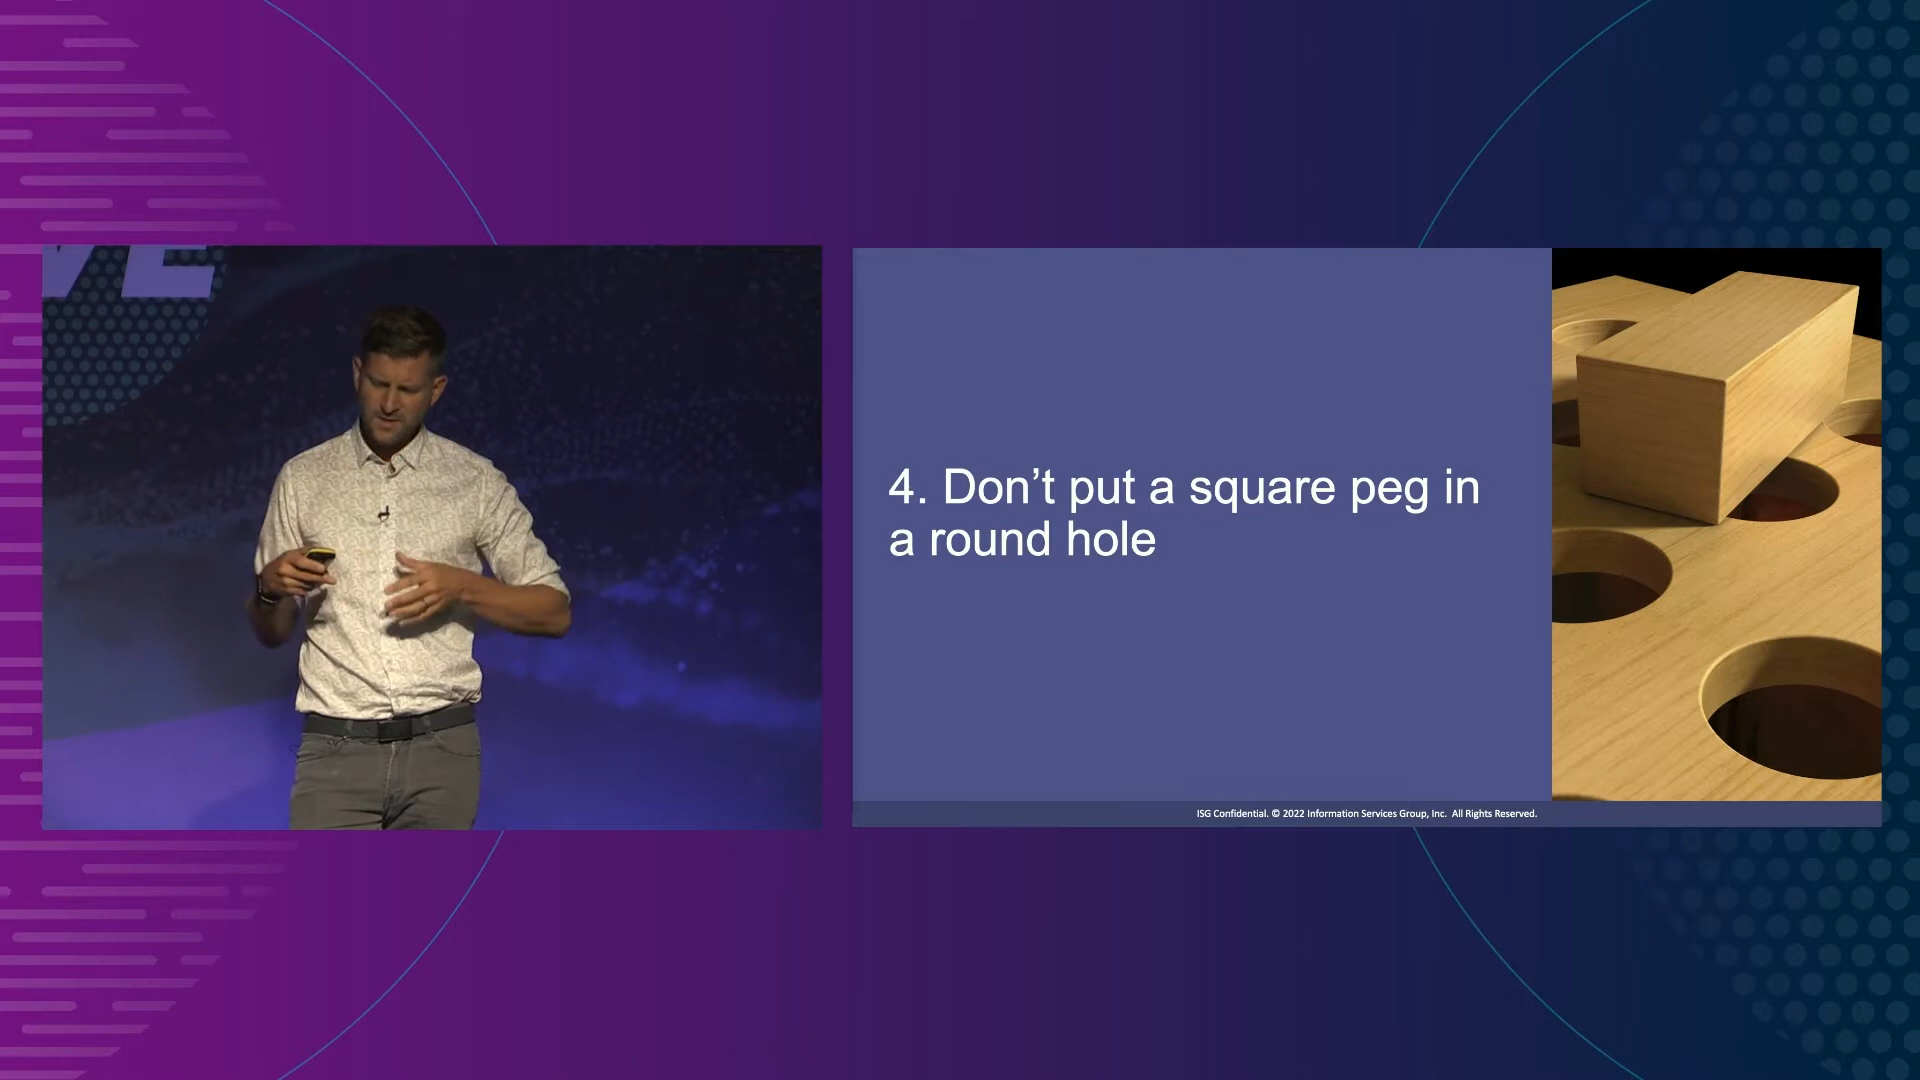 4. Don’t put a square peg in
a round hole
ISG Confidential. © 2022 Information Services Group, Inc. All Rights Reserved.